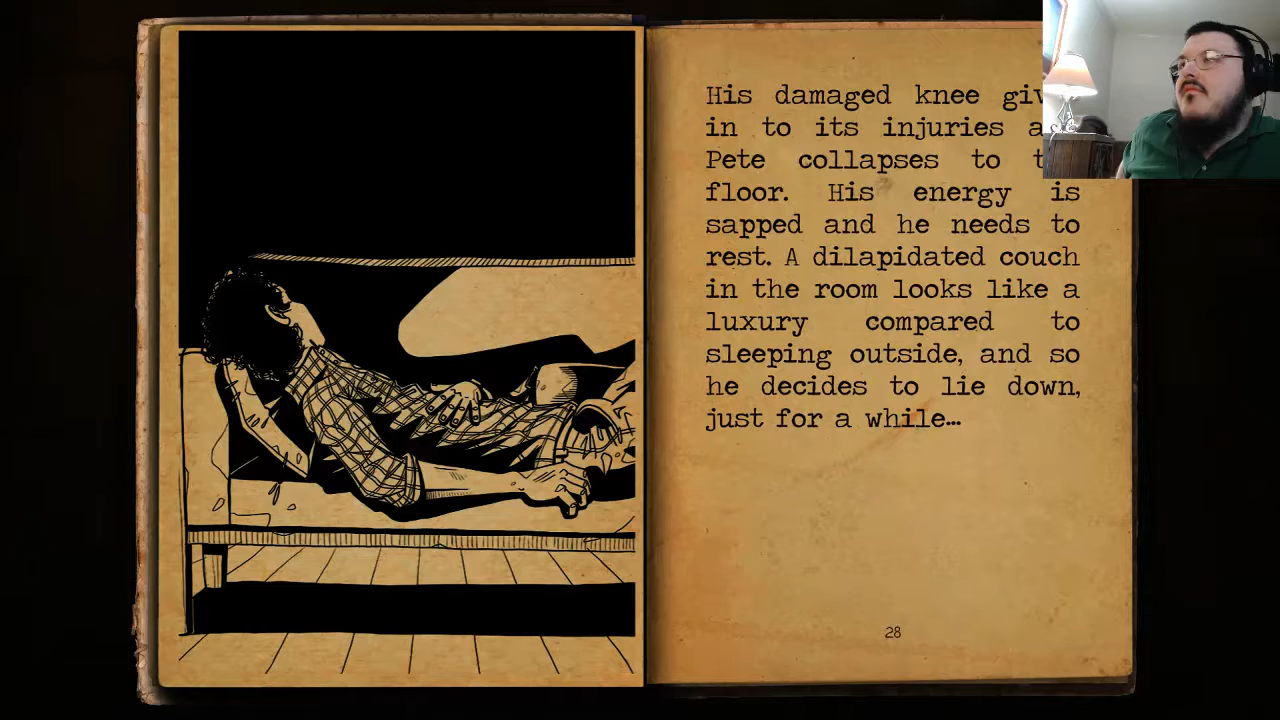 His damaged knee
in to its injuries
Pete collapses to
floor. His energy is
sapped and he needs to
rest. A dilapidated couch
in the room looks like a
luxury compared to
sleeping outside, and so
he decides to lie down,
just for a while…
28